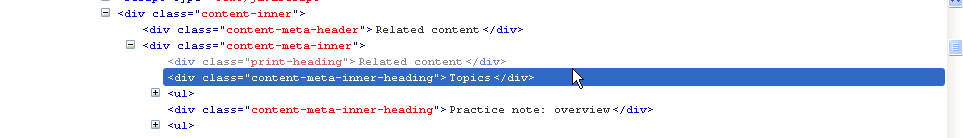 <div class="content-inner">
<div class="content-meta-header">Related content</div>
<div class="content-meta-inner">
<div class="print-heading">Related content</div>
<div class="content-meta-inner-heading">Topics</div>
<ul>
<div class="content-meta-inner-heading">Practice note: overview</div>
<ul>